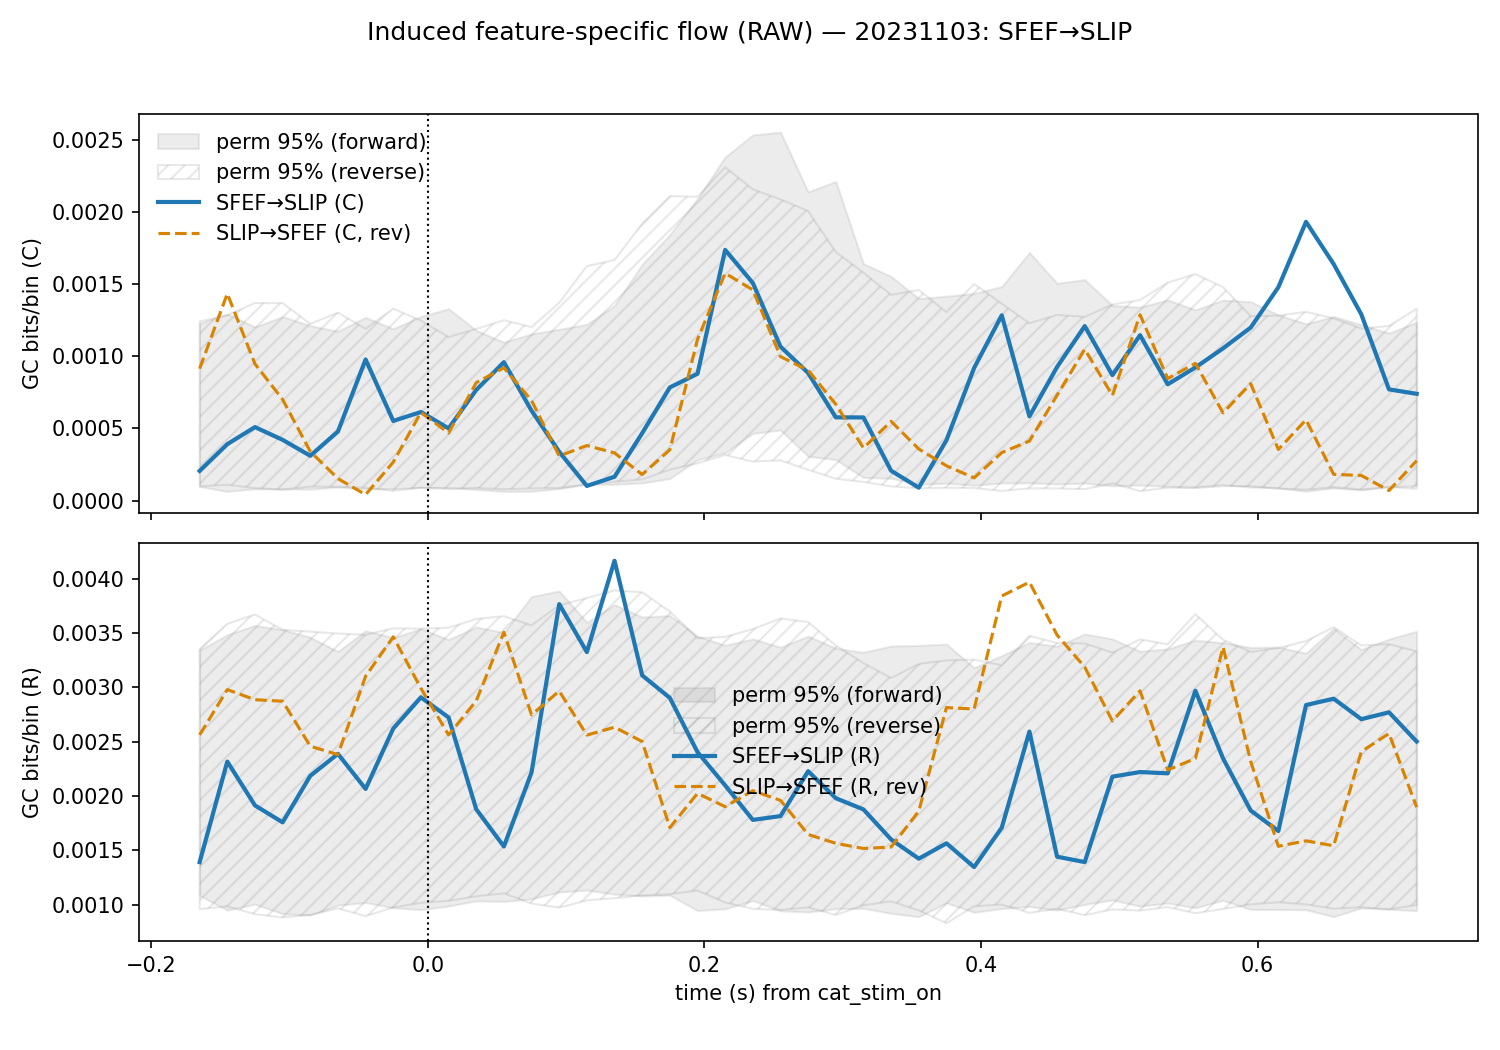 Induced feature-specific flow (RAW) — 20231103: SFEF→SLIP
GC bits/bin (C)
0.0025
0.0020
0.0015
0.0010
0.0005
0.0000
perm 95% (forward)
perm 95% (reverse)
SFEF→SLIP (C)
SLIP→SFEF (C, rev)
GC bits/bin (R)
0.0040
0.0035
0.0030
0.0025
0.0020
0.0015
0.0010
perm 95% (forward)
perm 95% (reverse)
SFEF→SLIP (R)
SLIP→SFEF (R, rev)
−0.2 0.0 0.2 0.4 0.6
time (s) from cat_stim_on